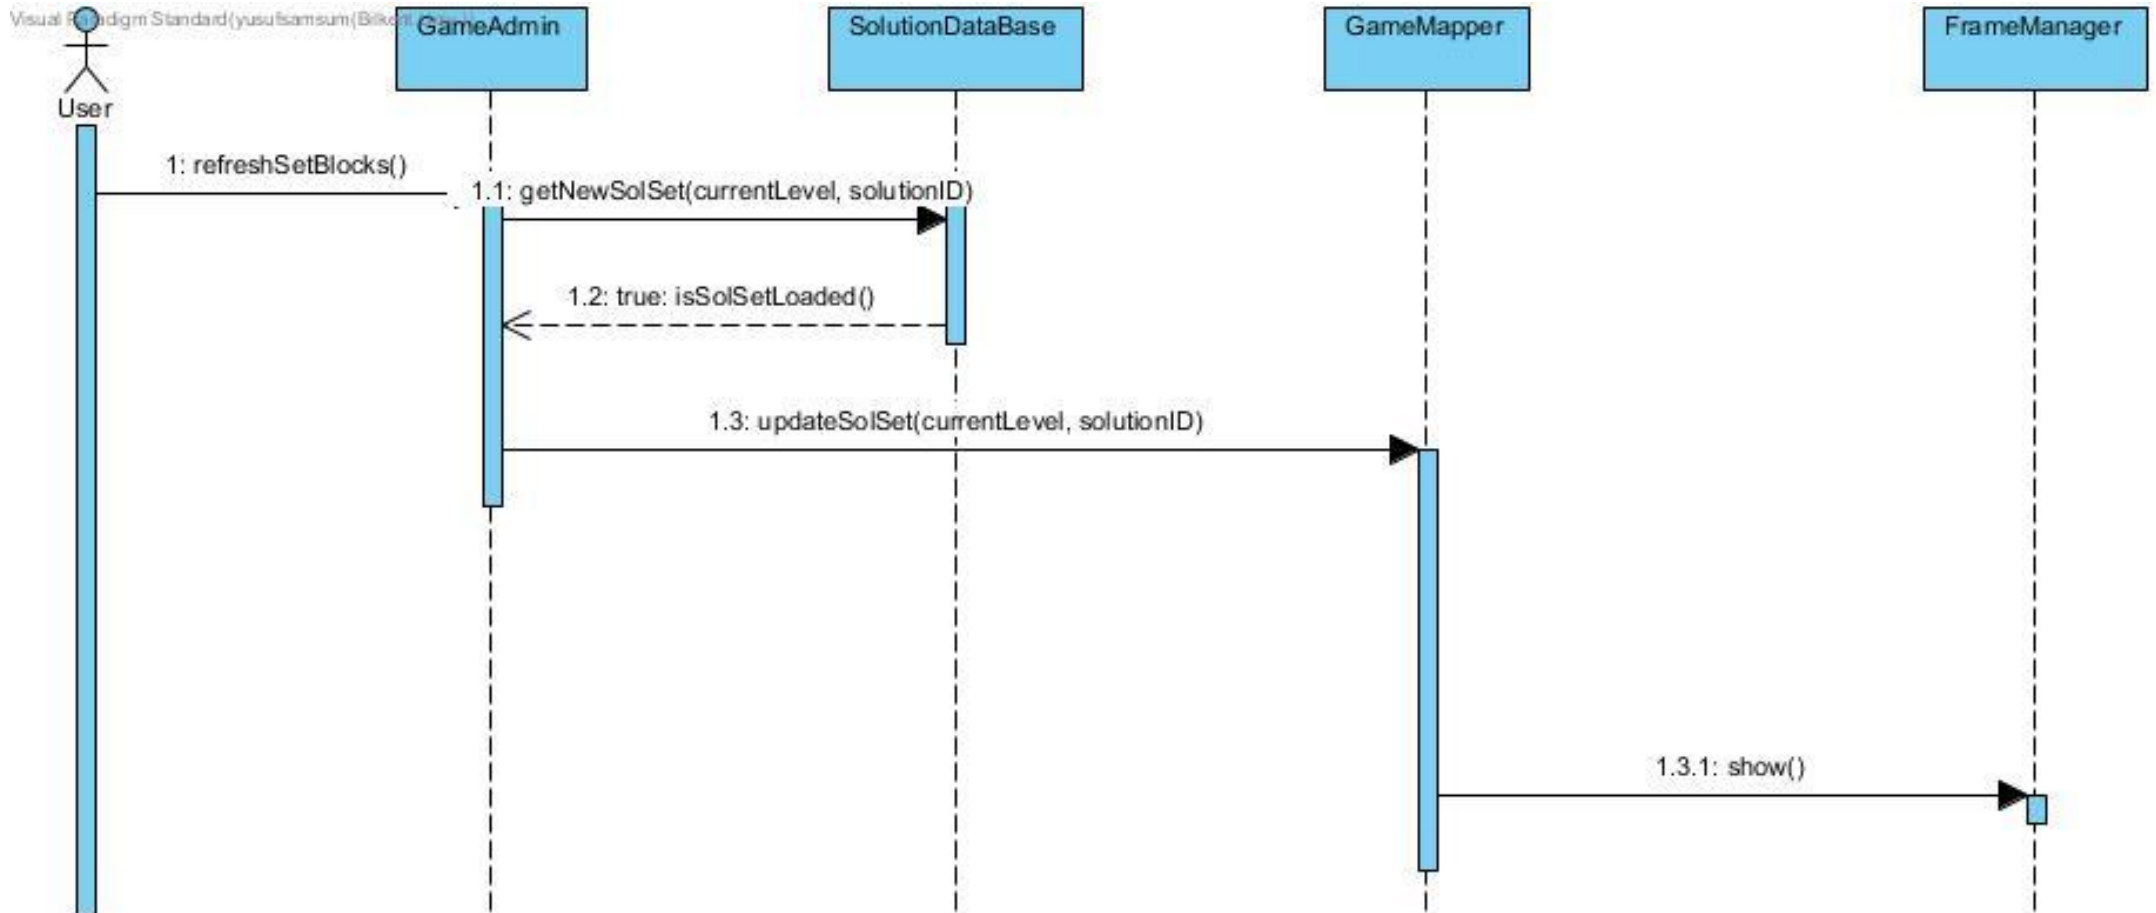 Visual Paradigm Standard(yusufsamsum(Bilkent
GameAdmin
SolutionDataBase
GameMapper
FrameManager
User
1: refreshSetBlocks()
1.1: getNewSolSet(currentLevel, solutionID)
1.2: true: isSolSetLoaded()
1.3: updateSolSet(currentLevel, solutionID)
1.3.1: show()